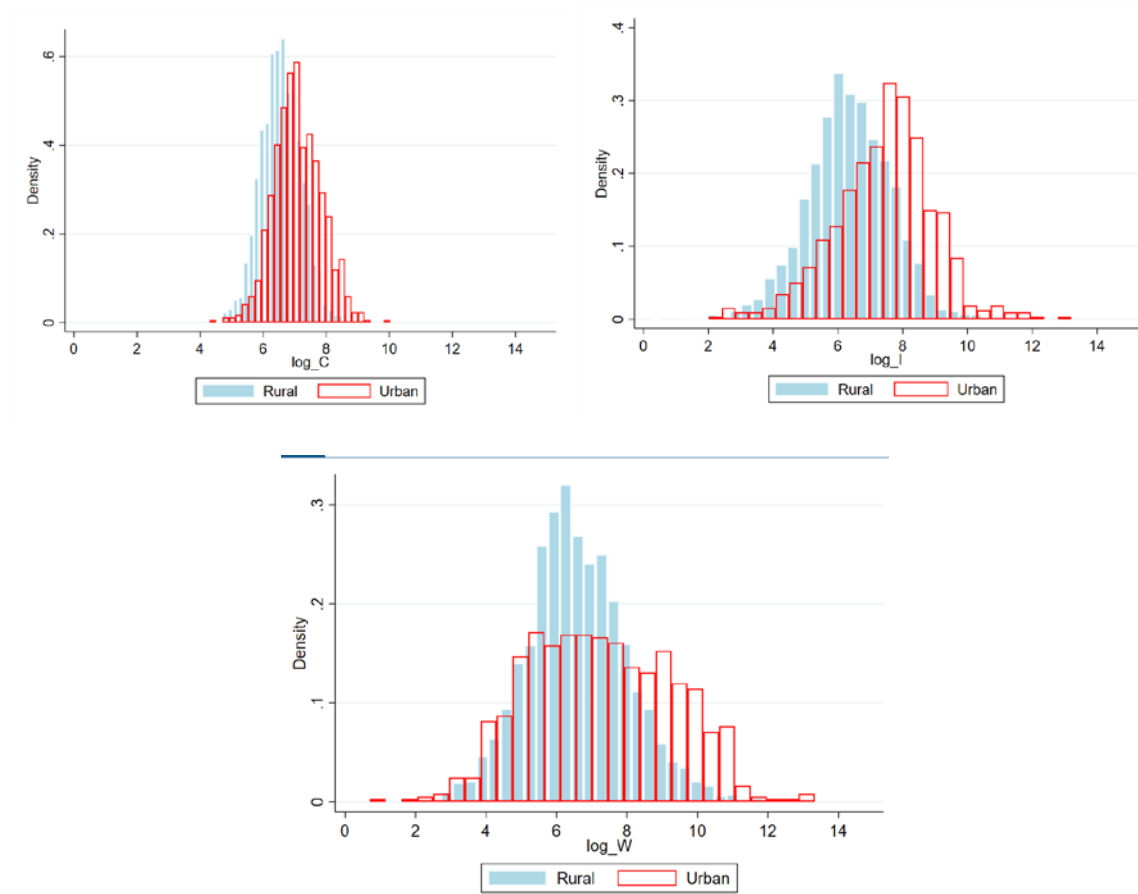 Density
0 .2 .4 .6
0 2 4 6 8 10 12 14
log_C
Rural Urban
Density
0 .1 .2 .3 .4
0 2 4 6 8 10 12 14
log_I
Rural Urban
Density
0 .1 .2 .3
0 2 4 6 8 10 12 14
log_W
Rural Urban